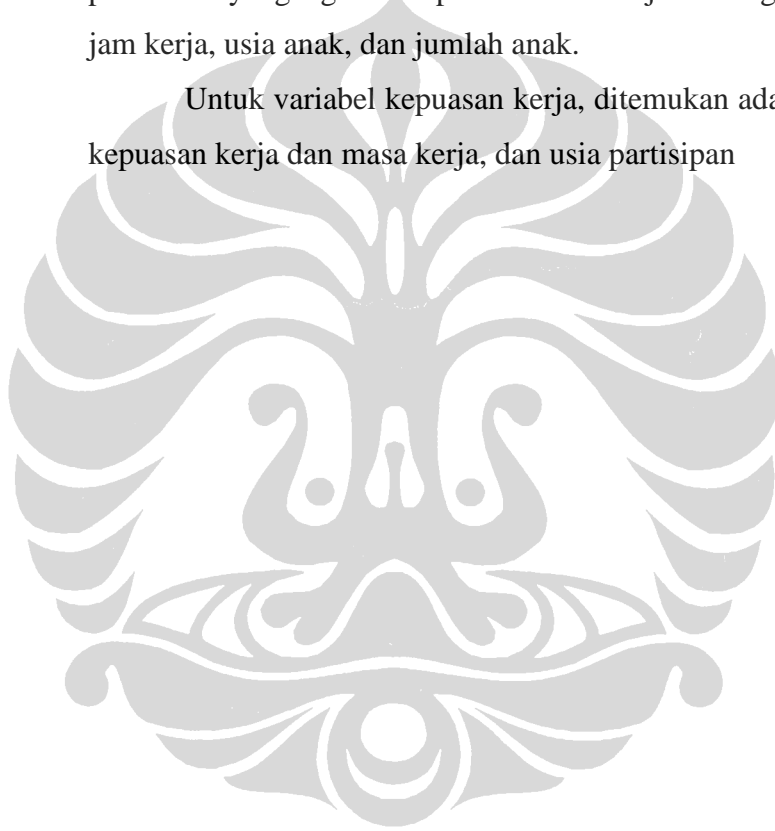 jam kerja, usia anak, dan jumlah anak.
Untuk variabel kepuasan kerja, ditemukan ada
kepuasan kerja dan masa kerja, dan usia partisipan